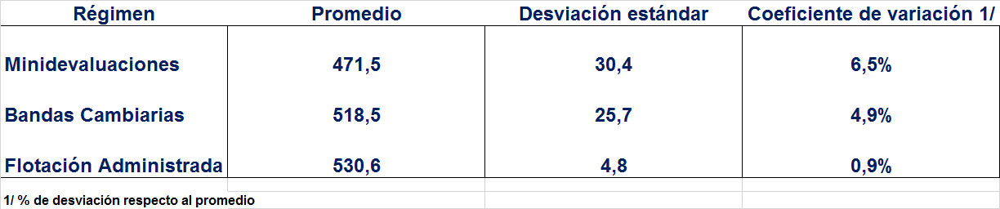 Régimen Promedio Desviación estándar Coeficiente de variación 1/
Minidevaluaciones 471,5 30,4 6,5%
Bandas Cambiarias 518,5 25,7 4,9%
Flotación Administrada 530,6 4,8 0,9%
1/ % de desviación respecto al promedio